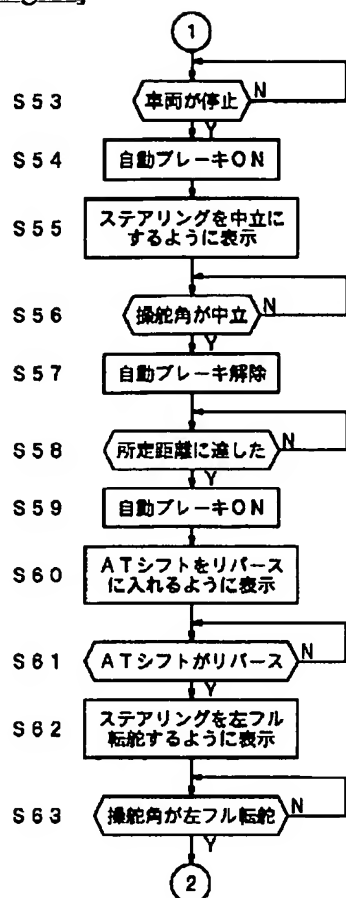 ①
S53 車両が停止 N
Y
S54 自動ブレーキON
S55 ステアリングを中立に
するように表示
S56 操舵角が中立 N
Y
S57 自動ブレーキ解除
S58 所定距離に達した N
Y
S59 自動ブレーキON
S60 ATシフトをリバース
に入れるように表示
S61 ATシフトがリバース N
Y
S62 ステアリングを左フル
転舵するように表示
S63 操舵角が左フル転舵 N
Y
②